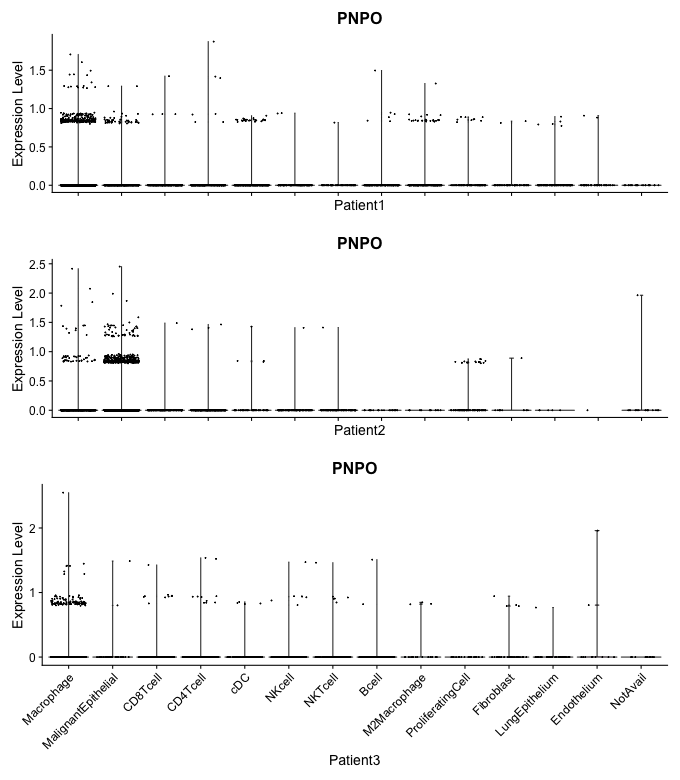 PNPO
Expression Level
1.5
1.0
0.5
0.0
Patient1
PNPO
Expression Level
2.5
2.0
1.5
1.0
0.5
0.0
Patient2
PNPO
Expression Level
2
1
0
Macrophage
MalignantEpithelial
CD8Tcell
CD4Tcell
cDC
NKcell
NKTcell
Bcell
M2Macrophage
ProliferatingCell
Fibroblast
LungEpithelium
Endothelium
NotAvail
Patient3